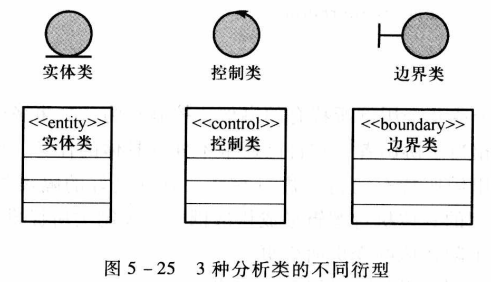 实体类 控制类 边界类
<<entity>> <<control>> <<boundary>>
实体类 控制类 边界类
图 5-25 3 种分析类的不同衍型